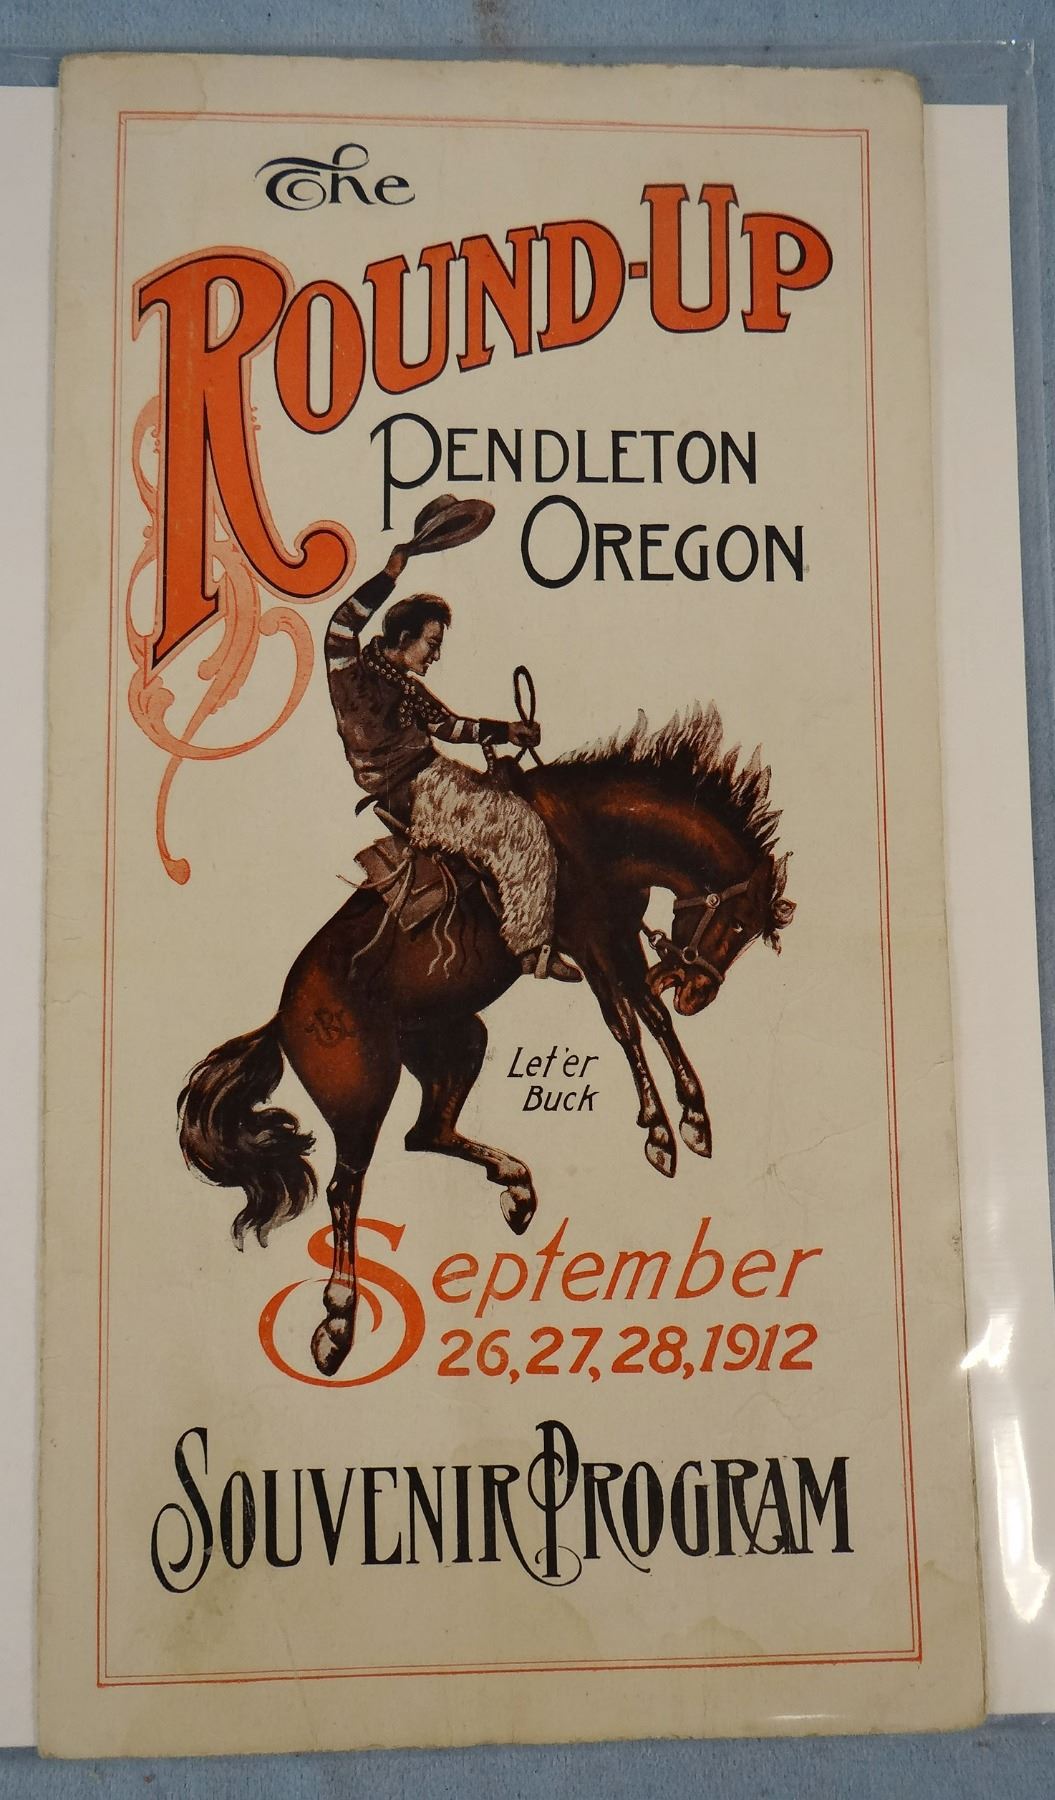 The
ROUND-UP
PENDLETON
OREGON
Let'er
Buck
September
26, 27, 28, 1912
SOUVENIR PROGRAM